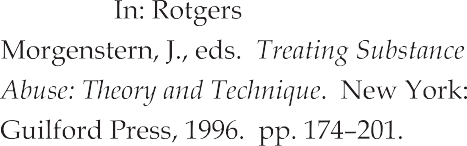 In: Rotgers
Morgenstern, J., eds. Treating Substance
Abuse: Theory and Technique. New York:
Guilford Press, 1996. pp. 174–201.